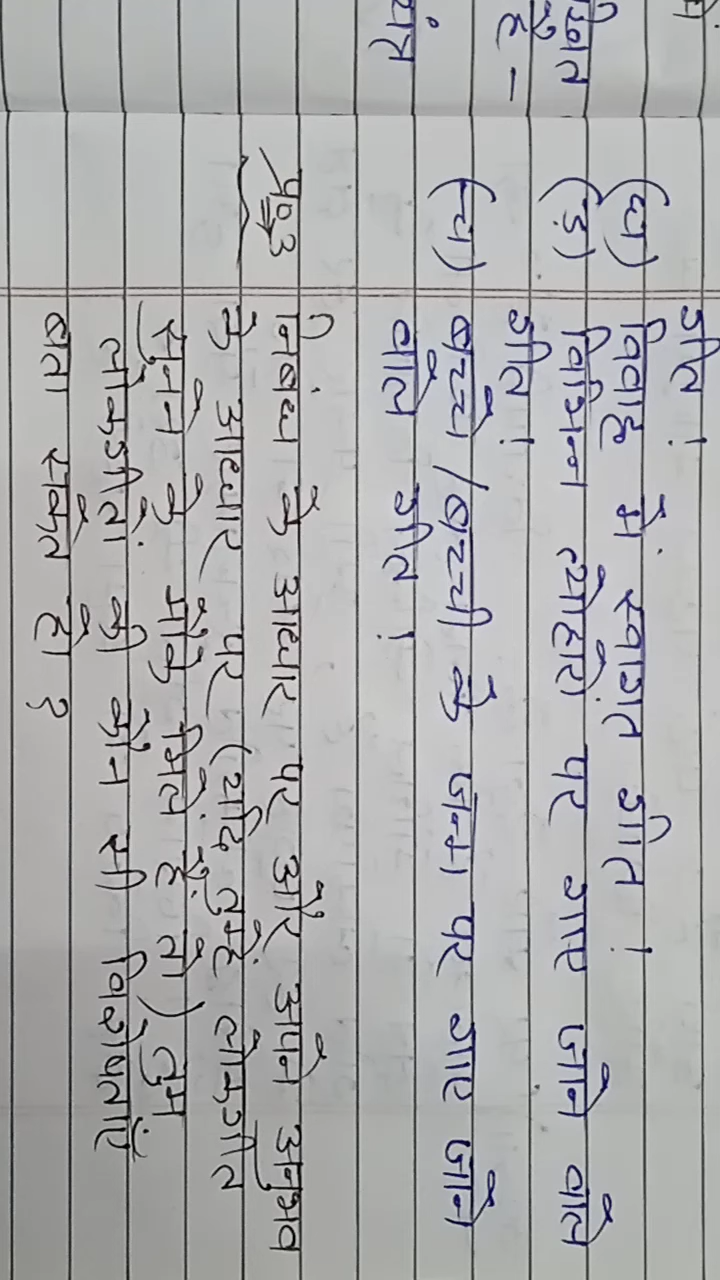 गीत!
(घ) विवाह में स्वागत गीत!
(ङ) विभिन्न त्योहारों पर गाए जाने वाले
गीत!
(च) बच्चे/बच्ची के जन्म पर गाए जाने
वाले गीत!
प्र०3 निबंध के आधार पर और अपने अनुभव
के आधार पर (यदि तुम्हें लोकगीत
सुनने के मौके मिले हैं तो) तुम
लोकगीतों की कौन सी विशेषताएँ
बता सकते हो?